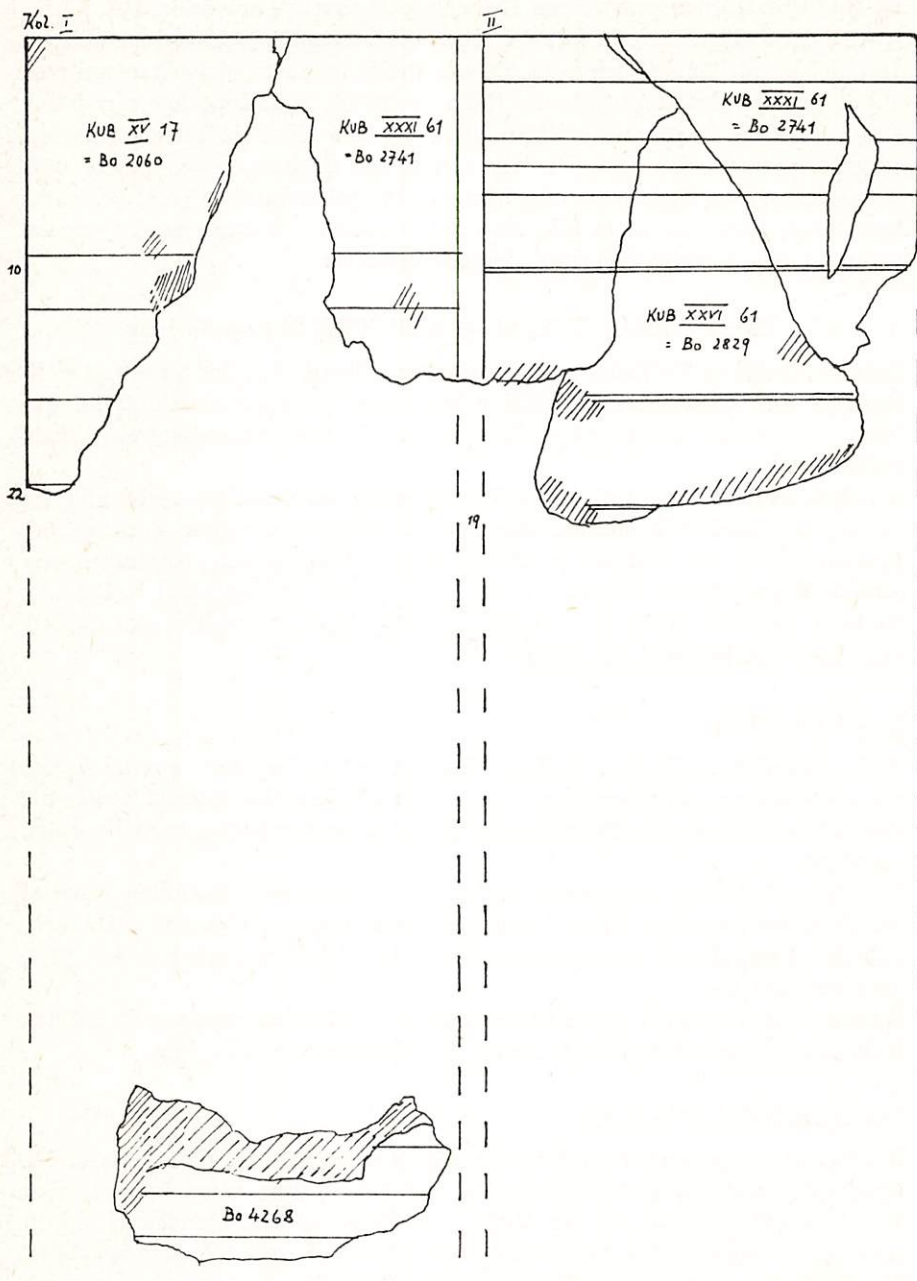 Kol. I
II
KUB XV 17
= Bo 2060
KUB XXXI 61
= Bo 2741
KUB XXXI 61
= Bo 2741
10
KUB XXVI 61
= Bo 2829
22
19
Bo 4268